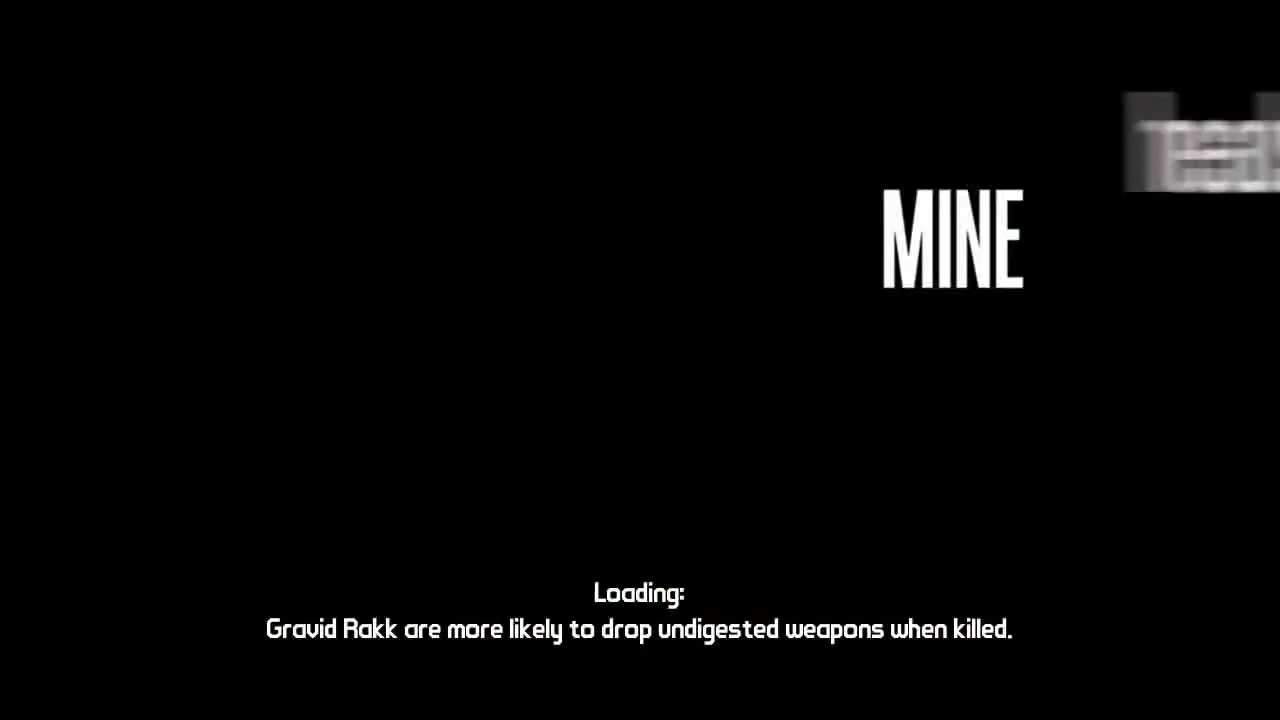 MINE
Loading:
Gravid Rakk are more likely to drop undigested weapons when killed.